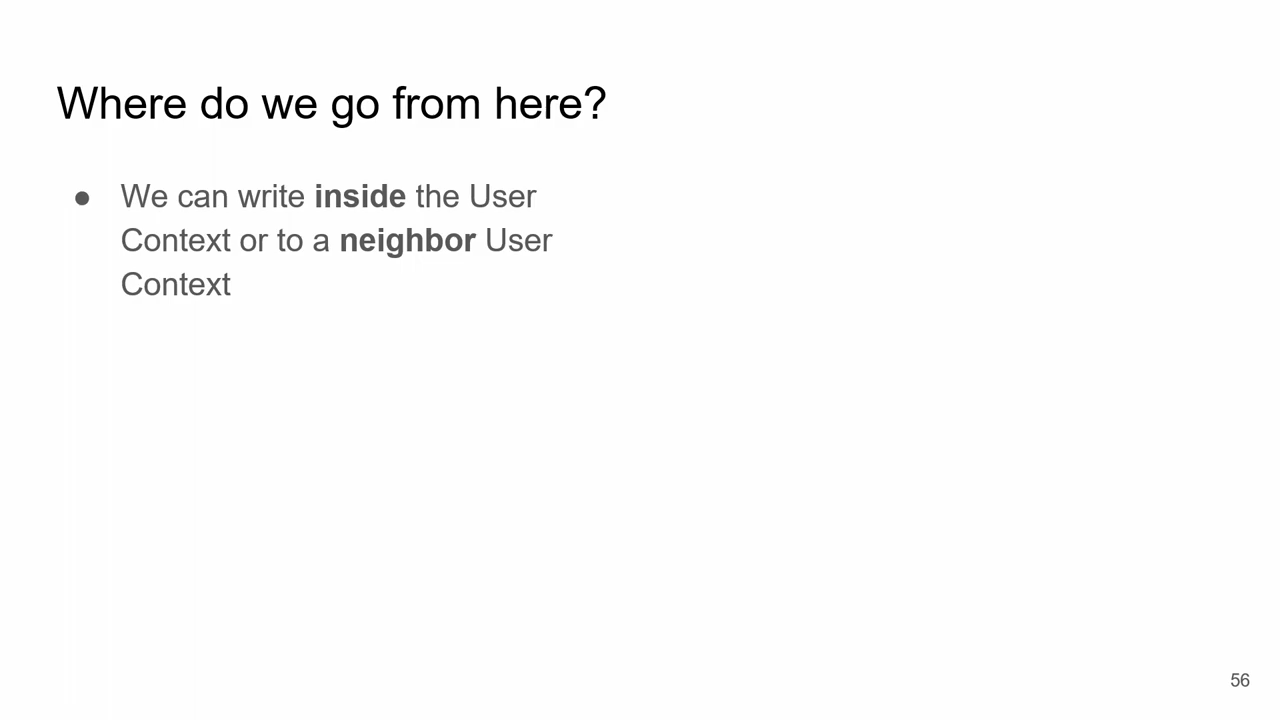 Where do we go from here?
● We can write inside the User
Context or to a neighbor User
Context
56